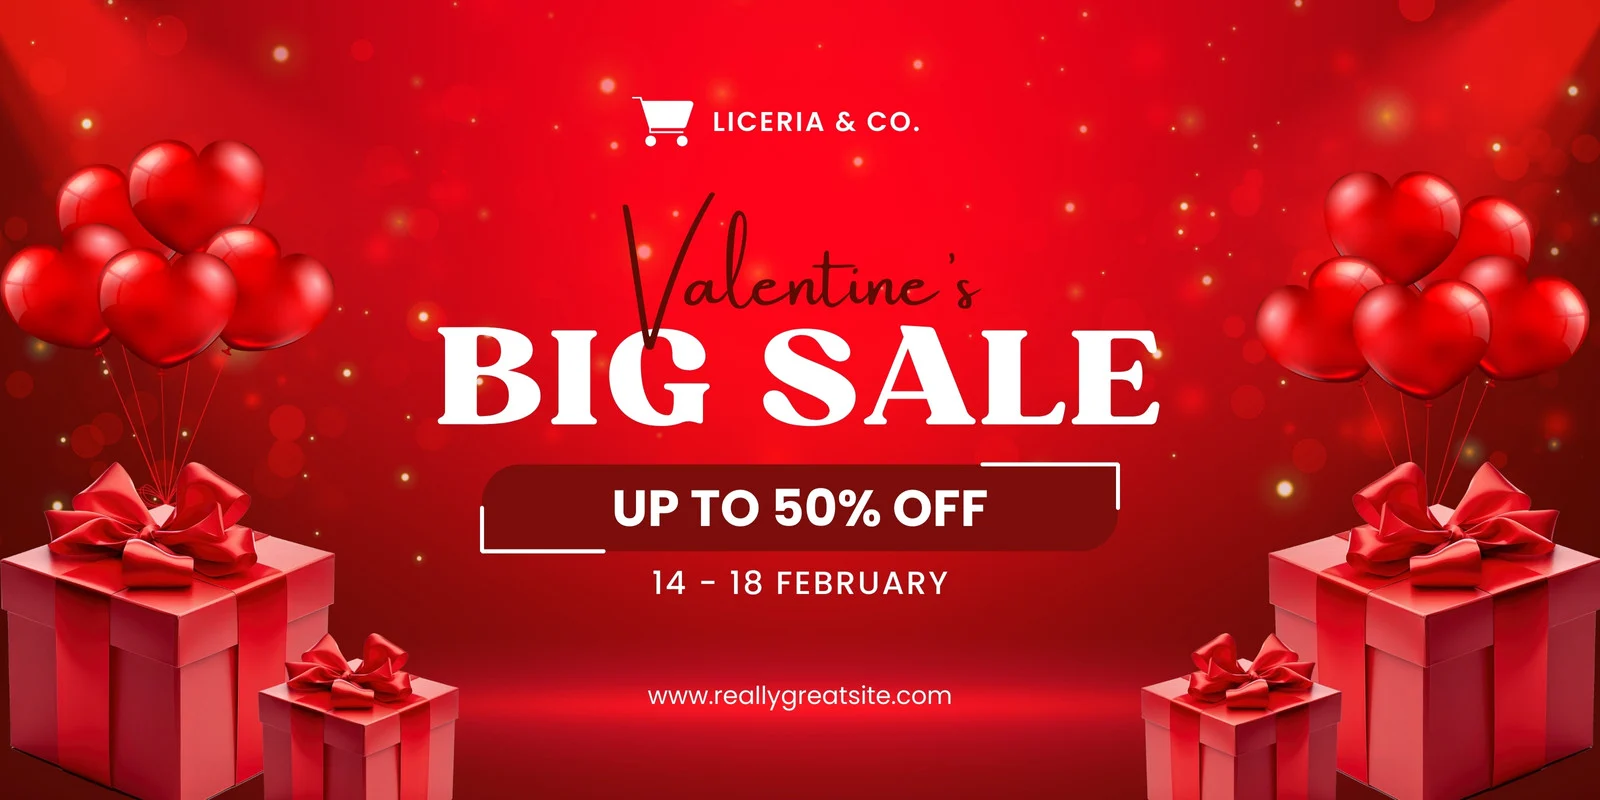 LICERIA & CO.
Valentine's
BIG SALE
UP TO 50% OFF
14 - 18 FEBRUARY
www.reallygreatsite.com